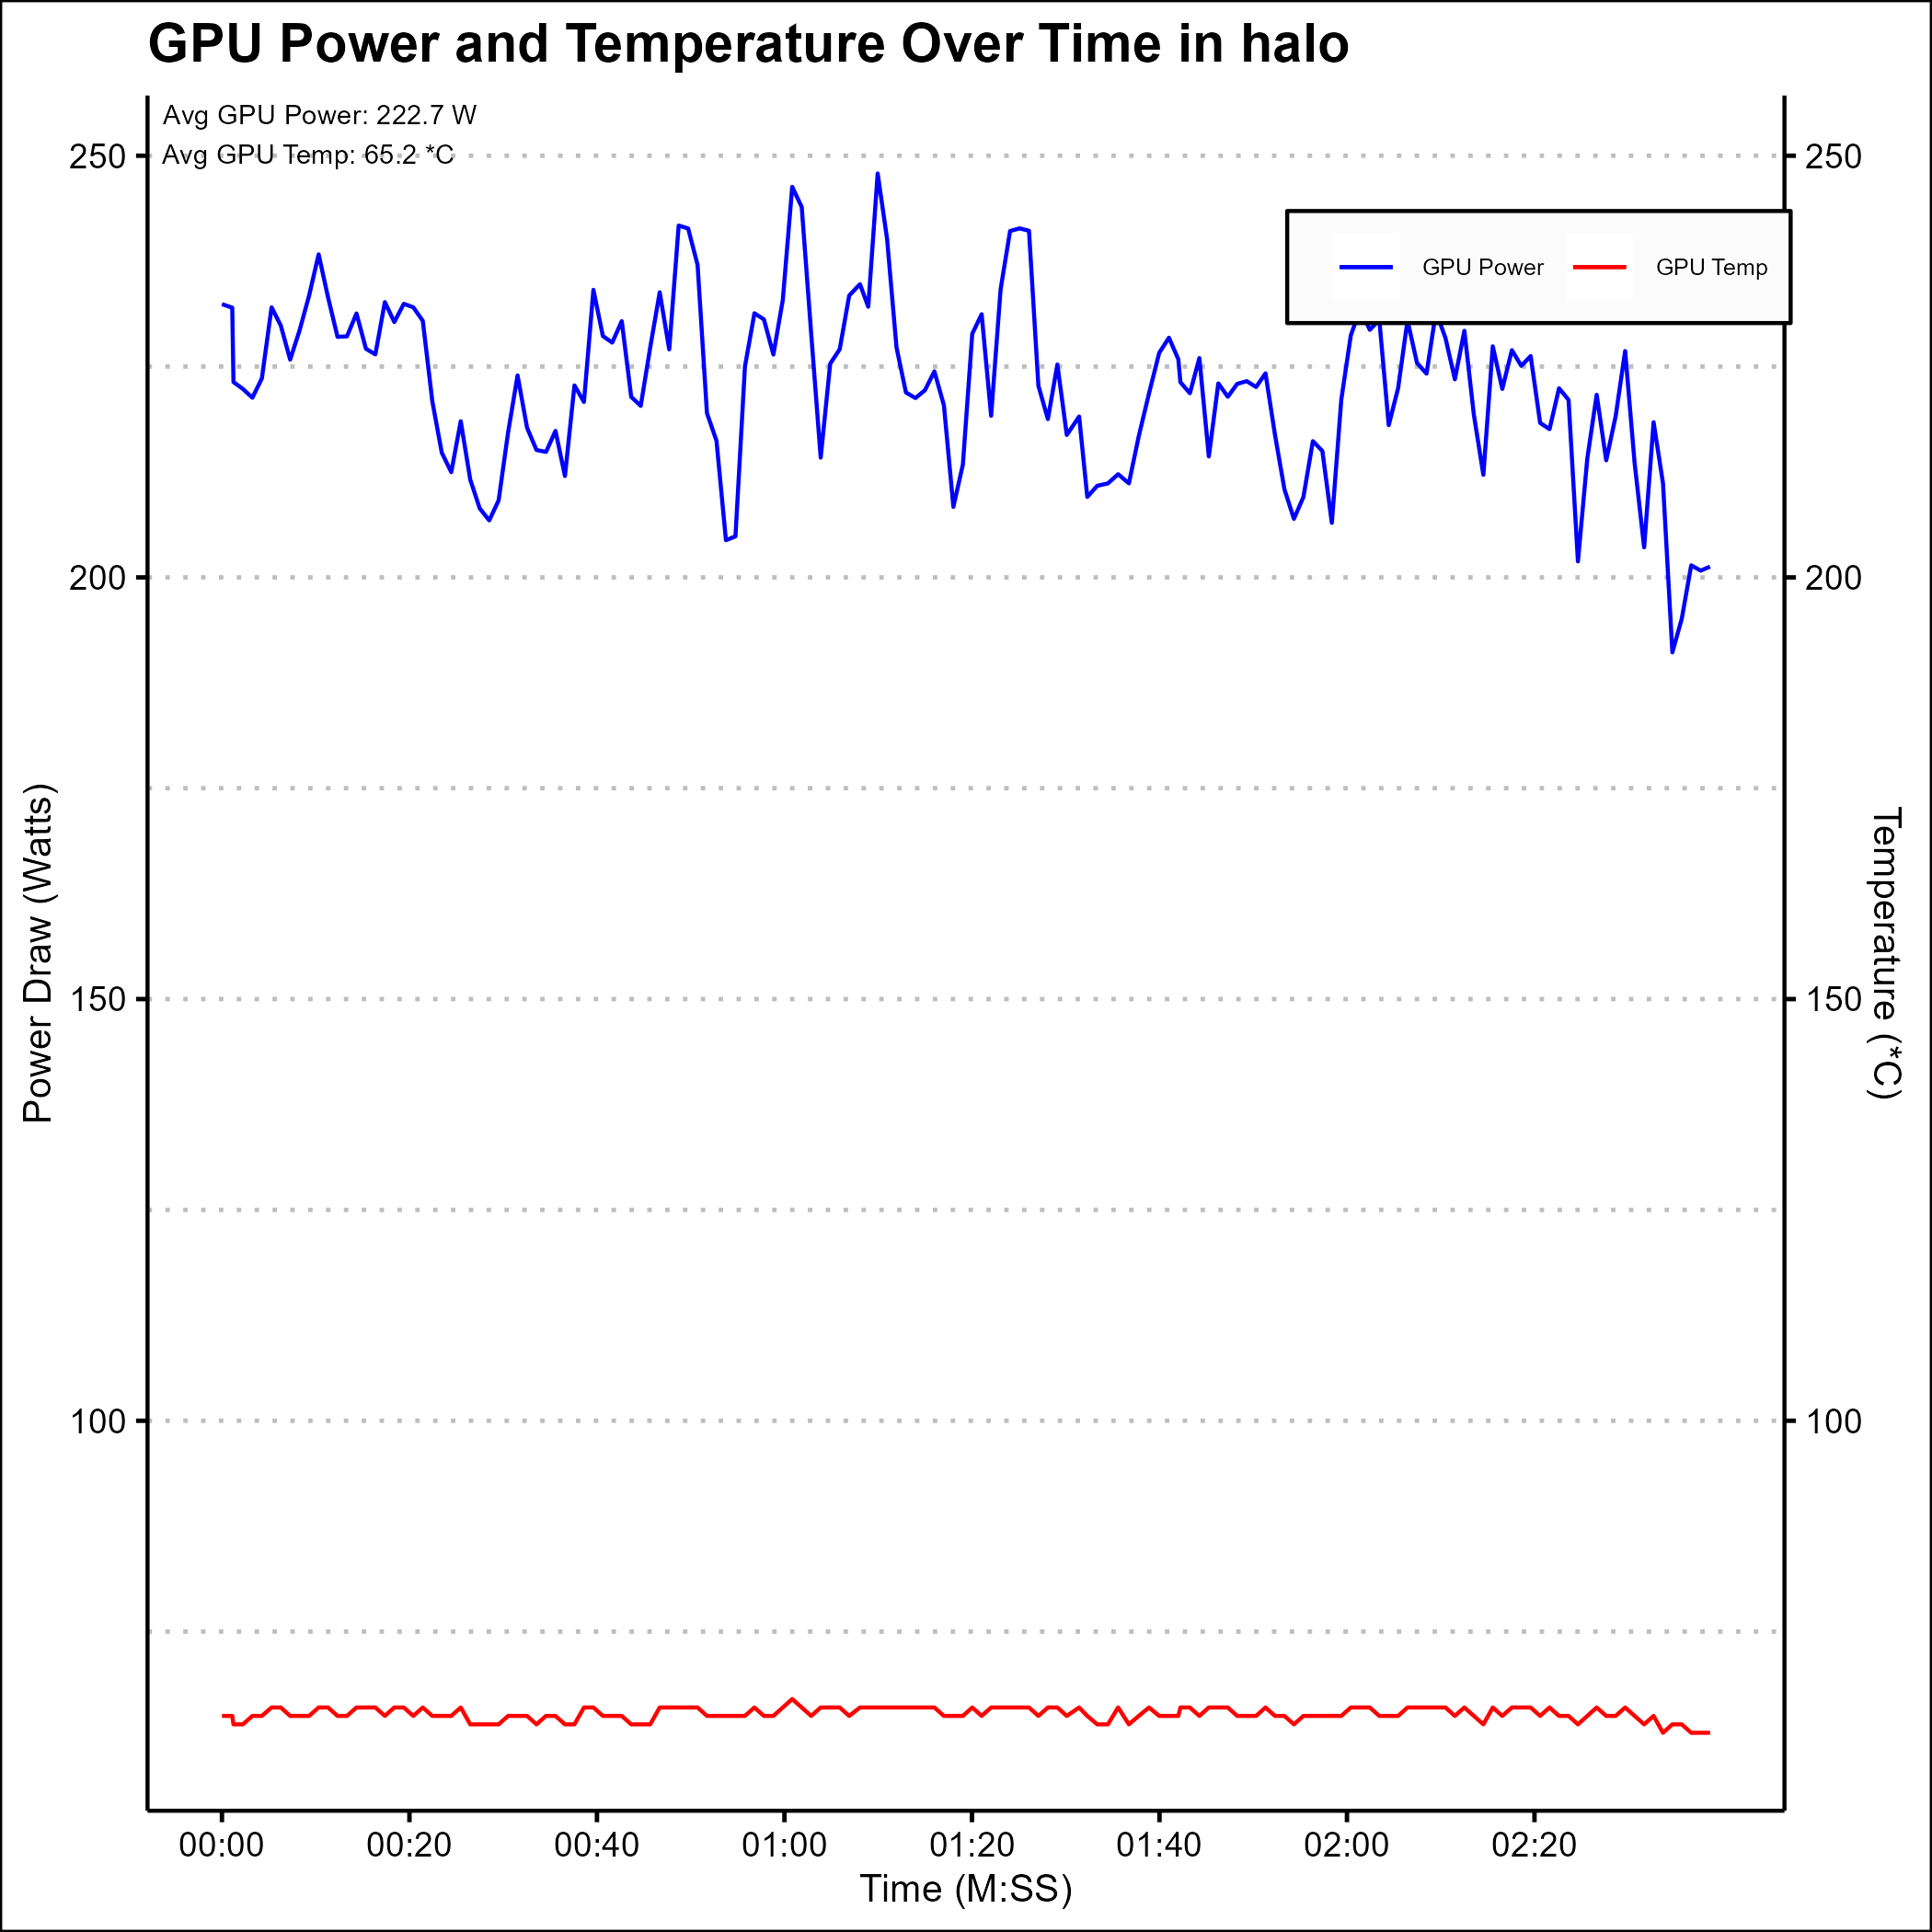 GPU Power and Temperature Over Time in halo
Avg GPU Power: 222.7 W
Avg GPU Temp: 65.2 *C
250
200
150
100
Power Draw (Watts)
GPU Power
GPU Temp
250
200
150
100
Temperature (*C)
00:00
00:20
00:40
01:00
01:20
01:40
02:00
02:20
Time (M:SS)